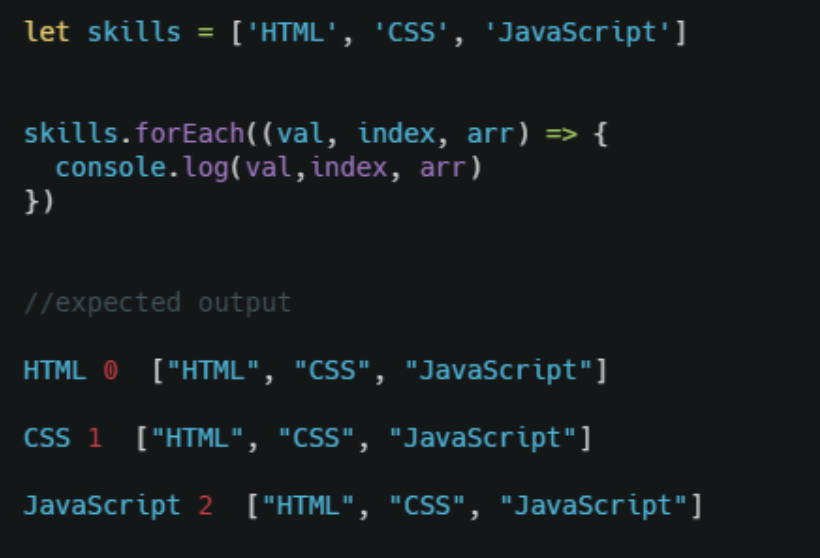 let skills = ['HTML', 'CSS', 'JavaScript']
skills.forEach((val, index, arr) => {
  console.log(val,index, arr)
})
//expected output
HTML 0  ["HTML", "CSS", "JavaScript"]
CSS 1  ["HTML", "CSS", "JavaScript"]
JavaScript 2  ["HTML", "CSS", "JavaScript"]